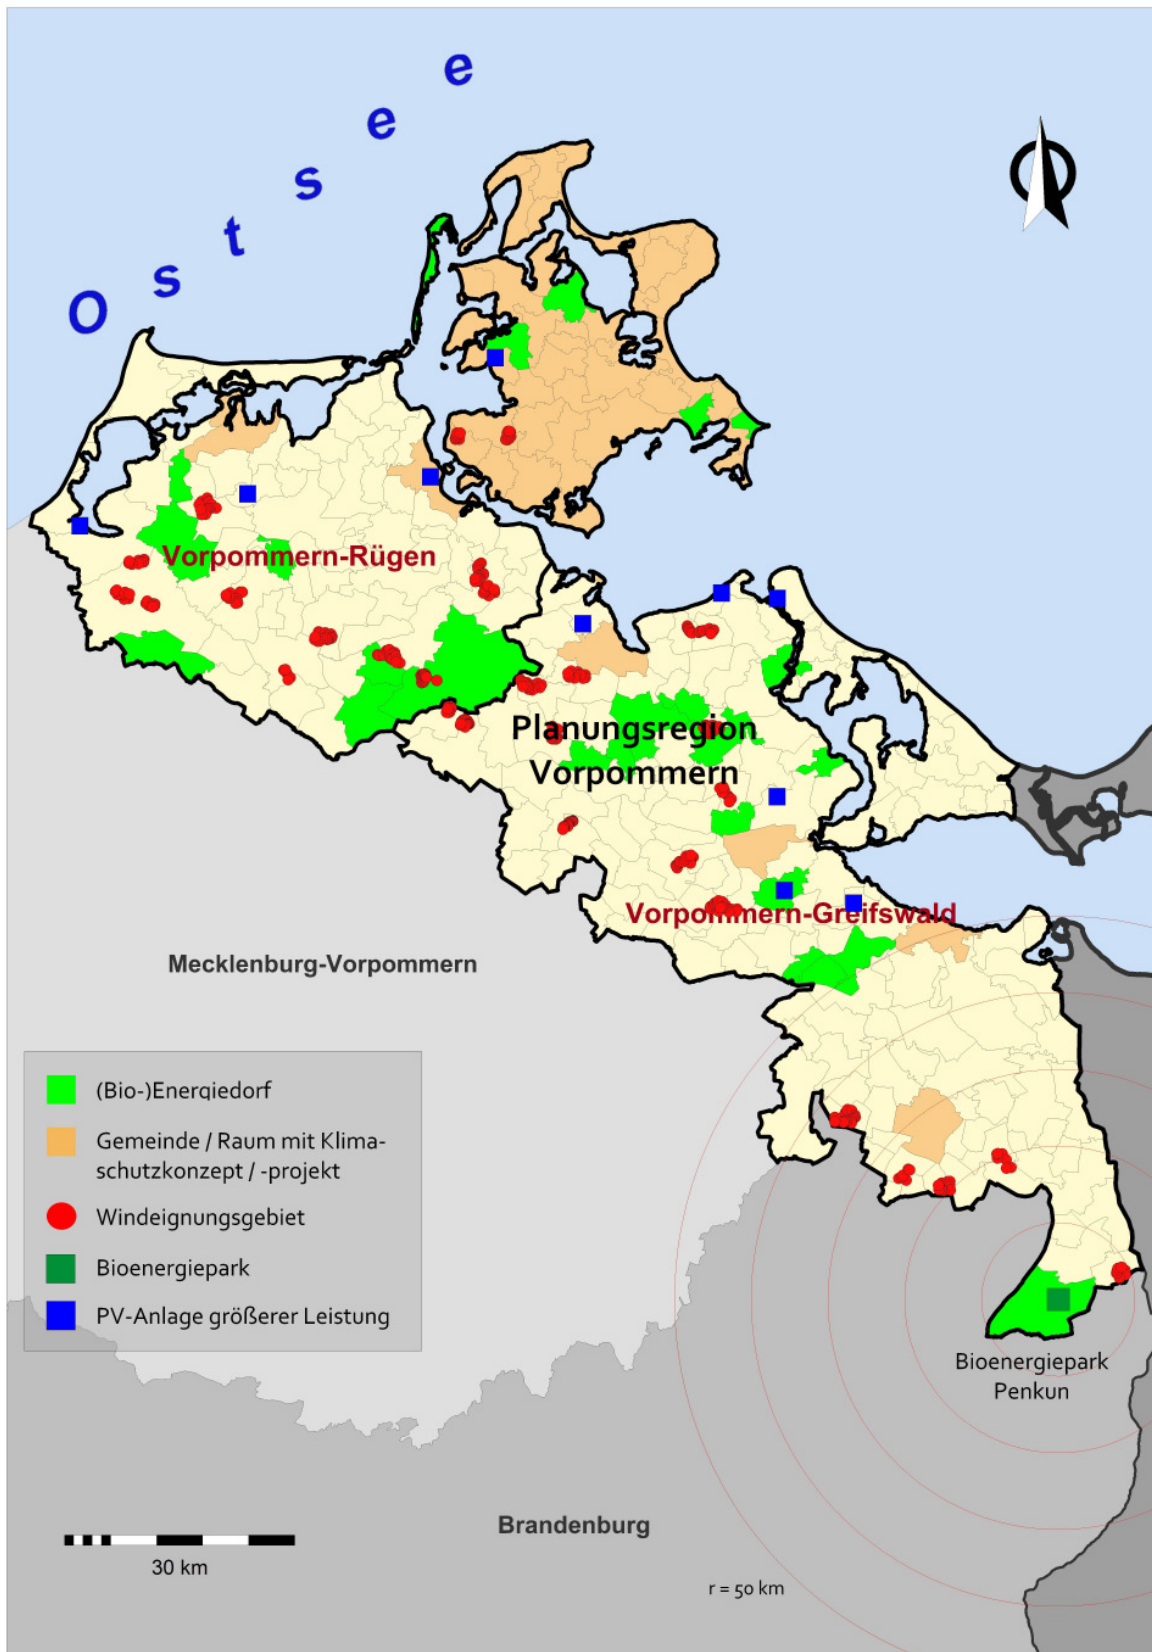 Ostsee
Vorpommern-Rügen
Planungsregion
Vorpommern
Vorpommern-Greifswald
Mecklenburg-Vorpommern
(Bio-)Energiedorf
Gemeinde / Raum mit Klima-
schutzkonzept / -projekt
Windeignungsgebiet
Bioenergiepark
PV-Anlage größerer Leistung
Bioenergiepark
Penkun
Brandenburg
30 km
r = 50 km